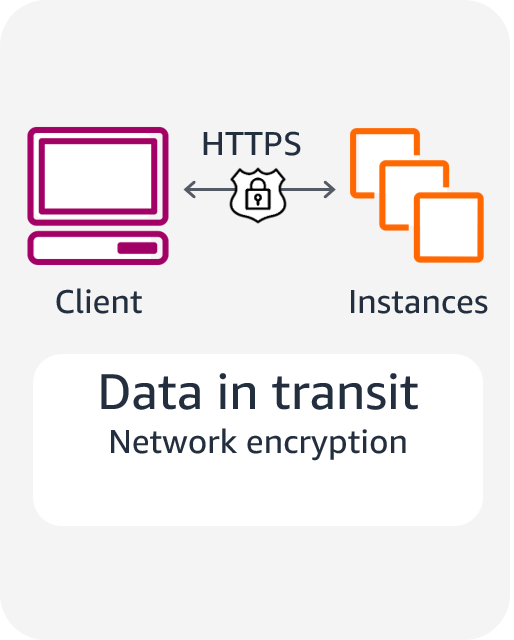 HTTPS
Client
Instances
Data in transit
Network encryption